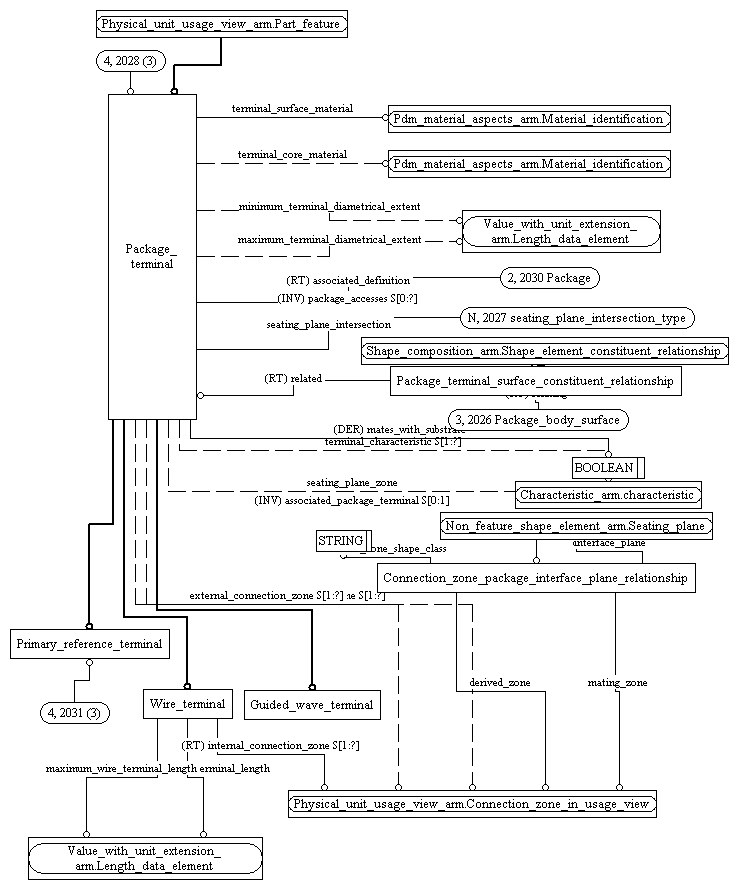 Physical_unit_usage_view_arm.Part_feature
4, 2028 (3)
terminal_surface_material
Pdm_material_aspects_arm.Material_identification
terminal_core_material
Pdm_material_aspects_arm.Material_identification
minimum_terminal_diametrical_extent
Value_with_unit_extension_
arm.Length_data_element
maximum_terminal_diametrical_extent
Package_
terminal
(RT) associated_definition
2, 2030 Package
(INV) package_accesses S[0:?]
N, 2027 seating_plane_intersection_type
seating_plane_intersection
Shape_composition_arm.Shape_element_constituent_relationship
(RT) related
Package_terminal_surface_constituent_relationship
3, 2026 Package_body_surface
(DER) mates_with_substrate
terminal_characteristic S[1:?]
BOOLEAN
seating_plane_zone
Characteristic_arm.characteristic
(INV) associated_package_terminal S[0:1]
Non_feature_shape_element_arm.Seating_plane
STRING
one_shape_class
interface_plane
Connection_zone_package_interface_plane_relationship
external_connection_zone S[1:?]
S[1:?]
Primary_reference_terminal
derived_zone
mating_zone
4, 2031 (3)
Wire_terminal
Guided_wave_terminal
(RT) internal_connection_zone S[1:?]
maximum_wire_terminal_length
erminal_length
Physical_unit_usage_view_arm.Connection_zone_in_usage_view
Value_with_unit_extension_
arm.Length_data_element